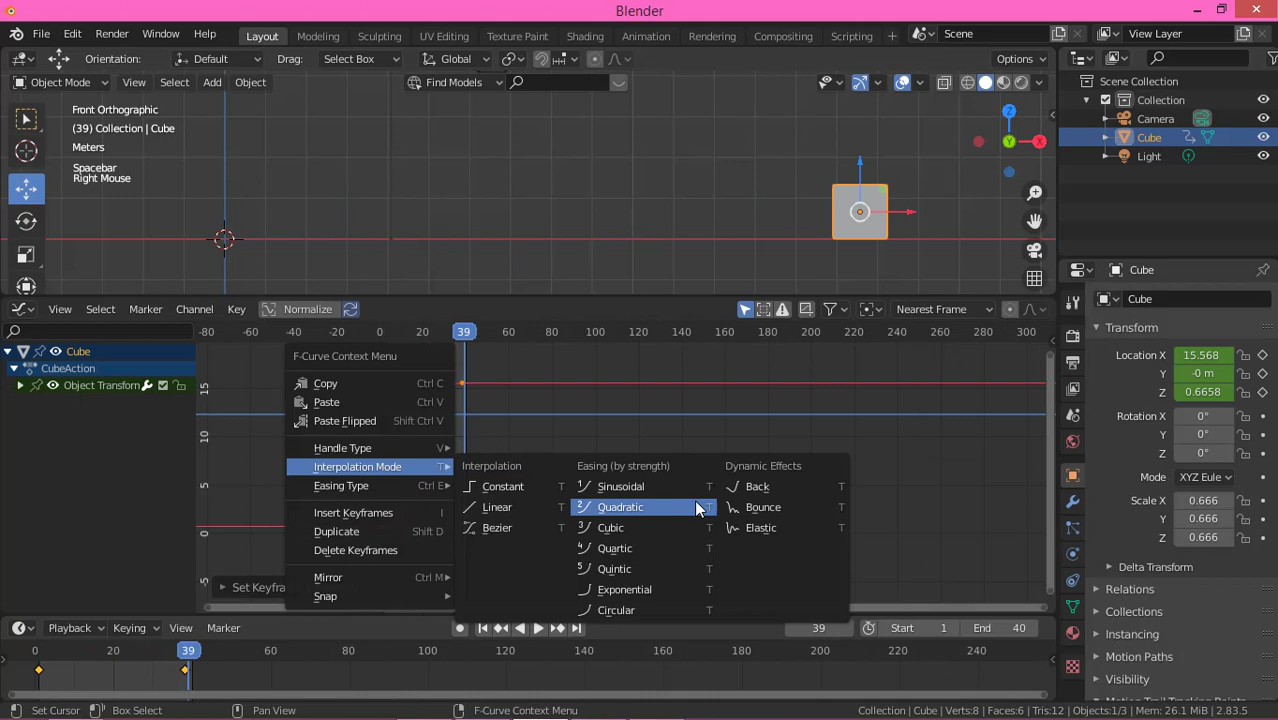 Blender
File Edit Render Window Help Layout Modeling Sculpting UV Editing Texture Paint Shading Animation Rendering Compositing Scripting + Scene View Layer
Orientation: Default Drag: Select Box Global Options
Object Mode View Select Add Object Find Models
Front Orthographic
(39) Collection | Cube
Meters
Spacebar
Right Mouse
Z
Y
X
Scene Collection
Collection
Camera
Cube
Light
View Select Marker Channel Key Normalize Nearest Frame
-80 -60 -40 -20 0 20 39 60 80 100 120 140 160 180 200 220 240 260 280 300
Cube
CubeAction
Object Transform
15
10
0
-5
F-Curve Context Menu
Copy Ctrl C
Paste Ctrl V
Paste Flipped Shift Ctrl V
Handle Type V
Interpolation Mode T
Easing Type Ctrl E
Insert Keyframes I
Duplicate Shift D
Delete Keyframes
Mirror Ctrl M
Snap
Set Keyfra
Interpolation
Constant T
Linear T
Bezier T
Easing (by strength)
Sinusoidal T
Quadratic T
Cubic T
Quartic T
Quintic T
Exponential T
Circular T
Dynamic Effects
Back T
Bounce T
Elastic T
Cube
Cube
Transform
Location X 15.568
Y -0 m
Z 0.6658
Rotation X 0°
Y 0°
Z 0°
Mode XYZ Eule
Scale X 0.666
Y 0.666
Z 0.666
Delta Transform
Relations
Collections
Instancing
Motion Paths
Visibility
Motion Trail Tracking Points
Playback Keying View Marker 39 Start 1 End 40
0 20 39 60 80 100 120 140 160 180 200 220 240
Set Cursor Box Select Pan View F-Curve Context Menu Collection | Cube | Verts:8 | Faces:6 | Tris:12 | Objects:1/3 | Mem: 26.1 MiB | 2.83.5